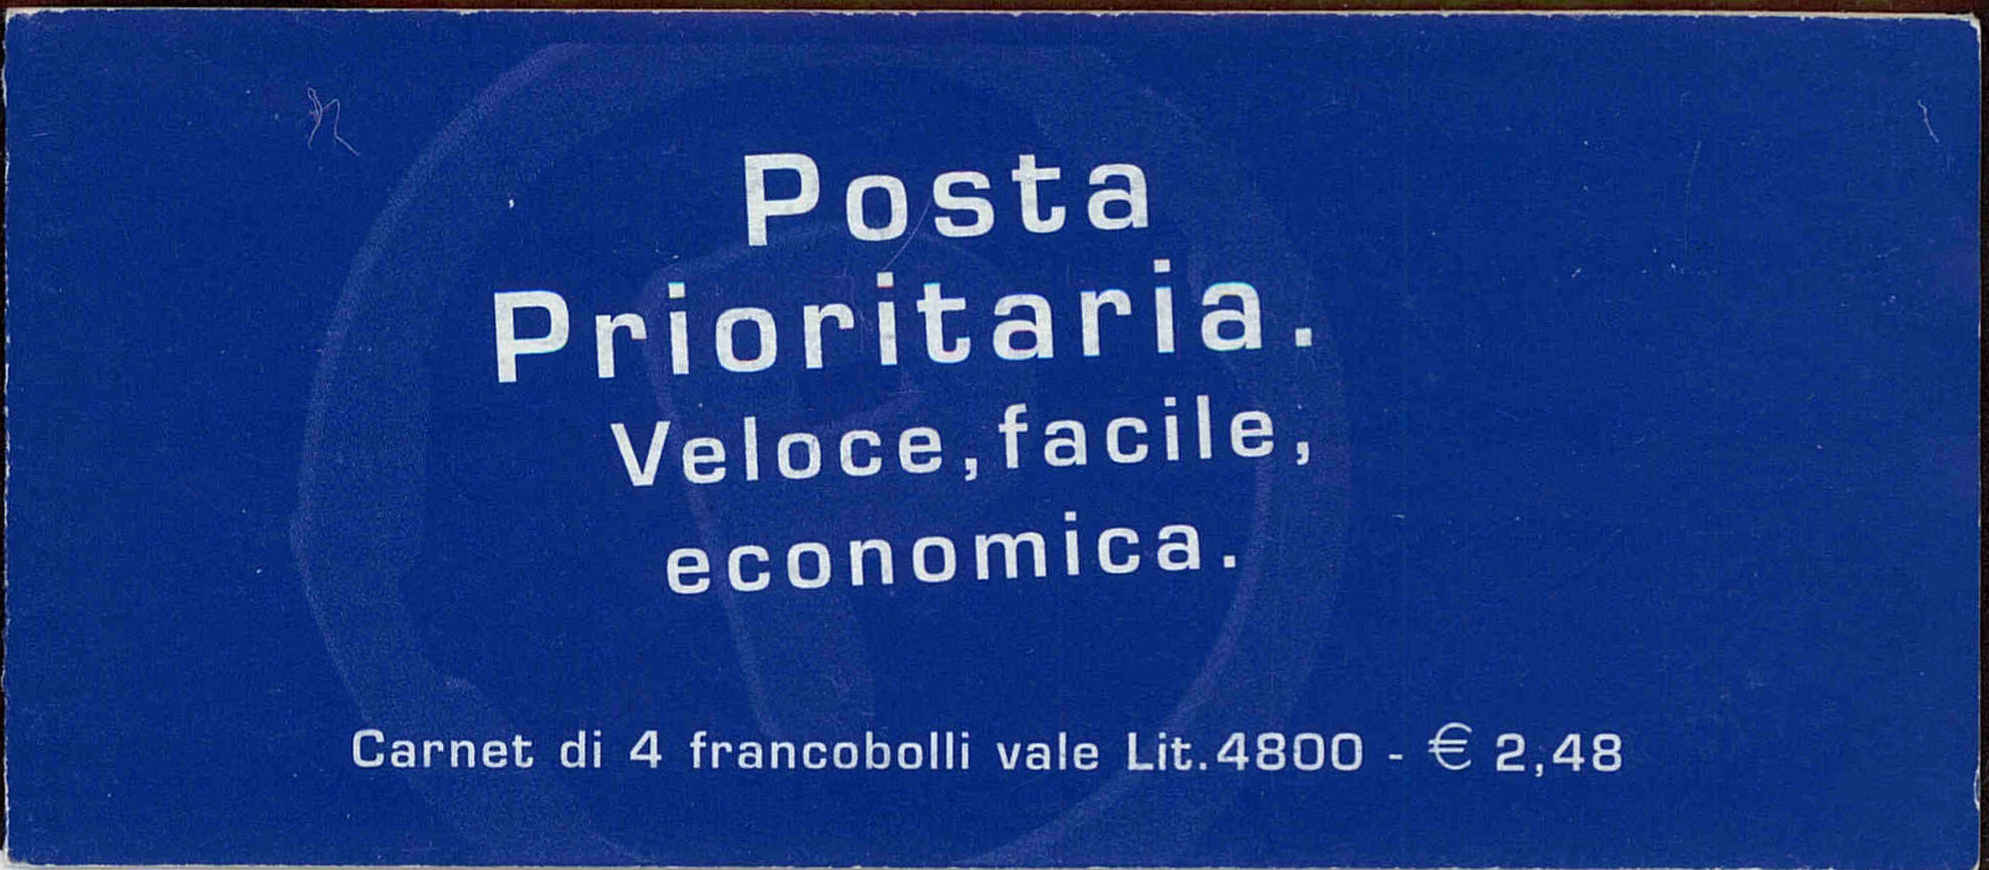 Posta
Prioritaria.
Veloce, facile,
economica.
Carnet di 4 francobolli vale Lit.4800 - € 2,48